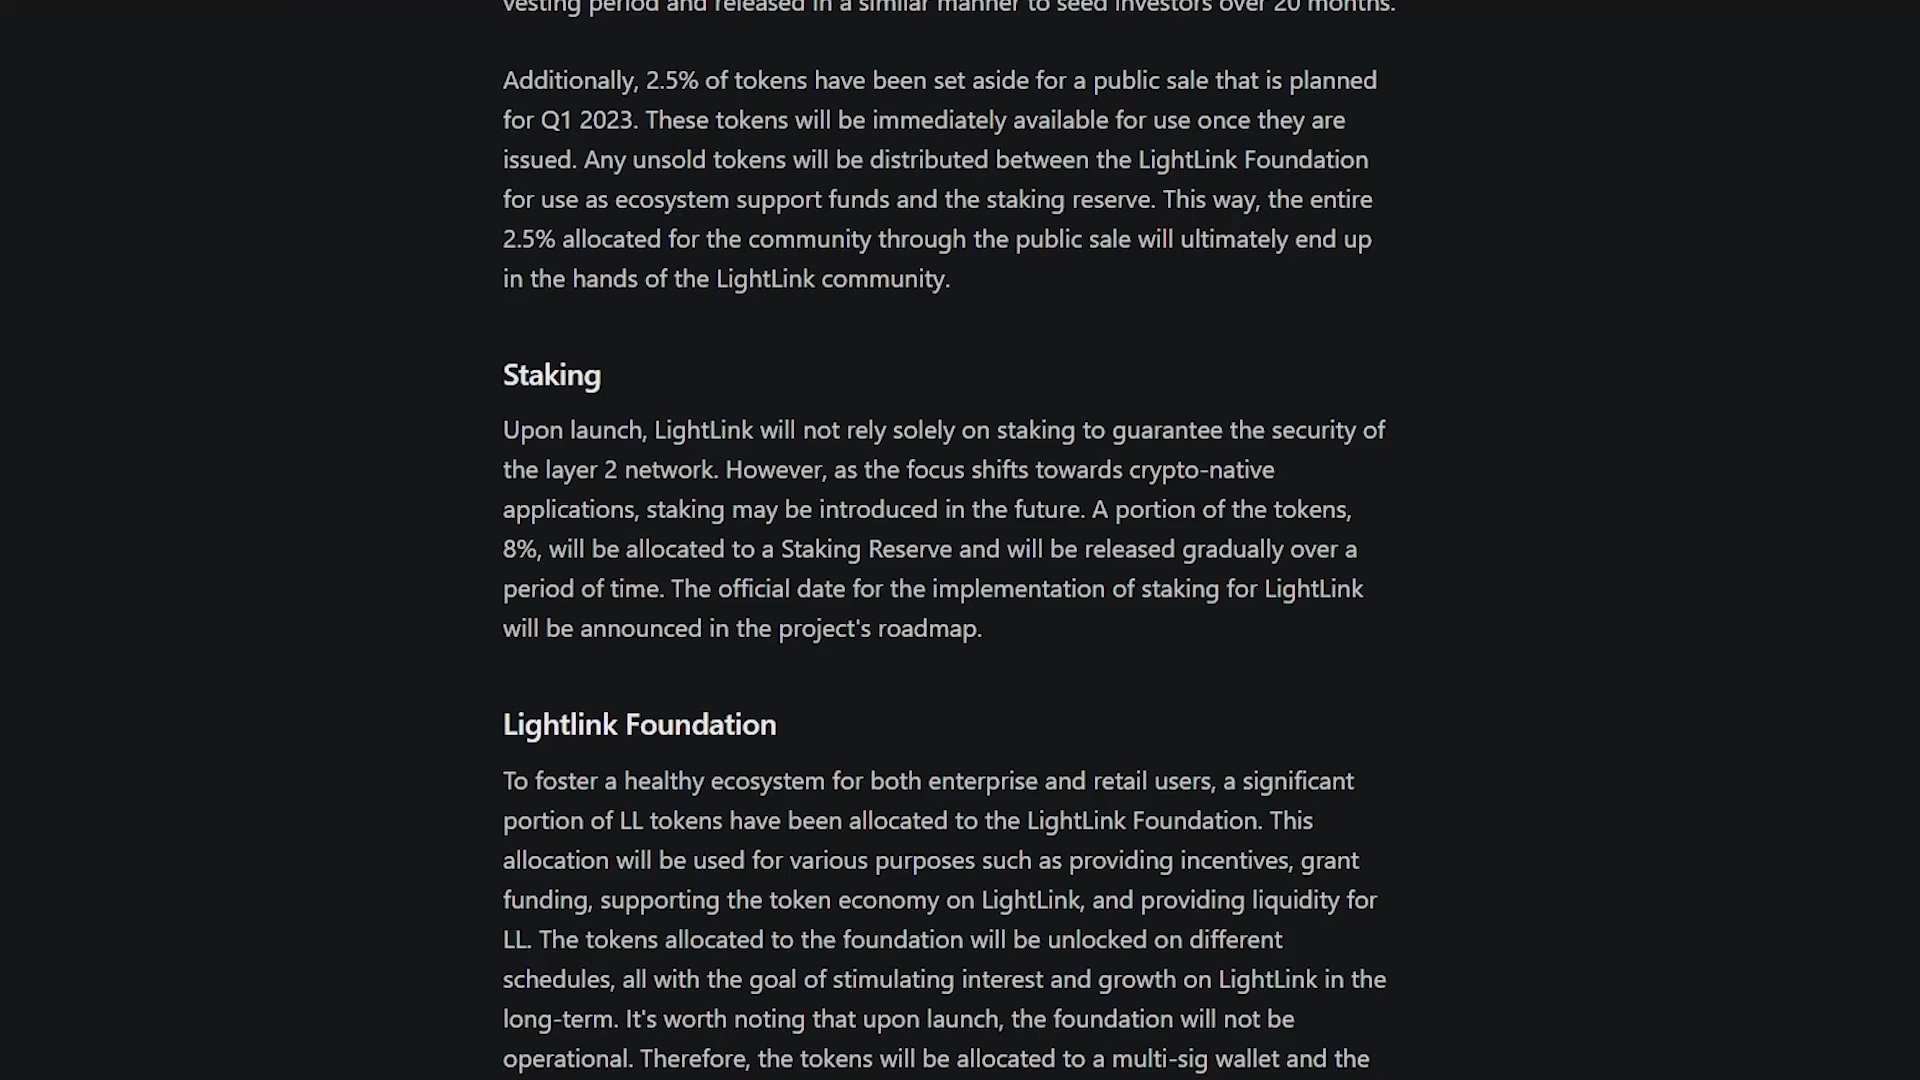 vesting period and released in a similar manner to seed investors over 20 months.
Additionally, 2.5% of tokens have been set aside for a public sale that is planned
for Q1 2023. These tokens will be immediately available for use once they are
issued. Any unsold tokens will be distributed between the LightLink Foundation
for use as ecosystem support funds and the staking reserve. This way, the entire
2.5% allocated for the community through the public sale will ultimately end up
in the hands of the LightLink community.
Staking
Upon launch, LightLink will not rely solely on staking to guarantee the security of
the layer 2 network. However, as the focus shifts towards crypto-native
applications, staking may be introduced in the future. A portion of the tokens,
8%, will be allocated to a Staking Reserve and will be released gradually over a
period of time. The official date for the implementation of staking for LightLink
will be announced in the project's roadmap.
Lightlink Foundation
To foster a healthy ecosystem for both enterprise and retail users, a significant
portion of LL tokens have been allocated to the LightLink Foundation. This
allocation will be used for various purposes such as providing incentives, grant
funding, supporting the token economy on LightLink, and providing liquidity for
LL. The tokens allocated to the foundation will be unlocked on different
schedules, all with the goal of stimulating interest and growth on LightLink in the
long-term. It's worth noting that upon launch, the foundation will not be
operational. Therefore, the tokens will be allocated to a multi-sig wallet and the